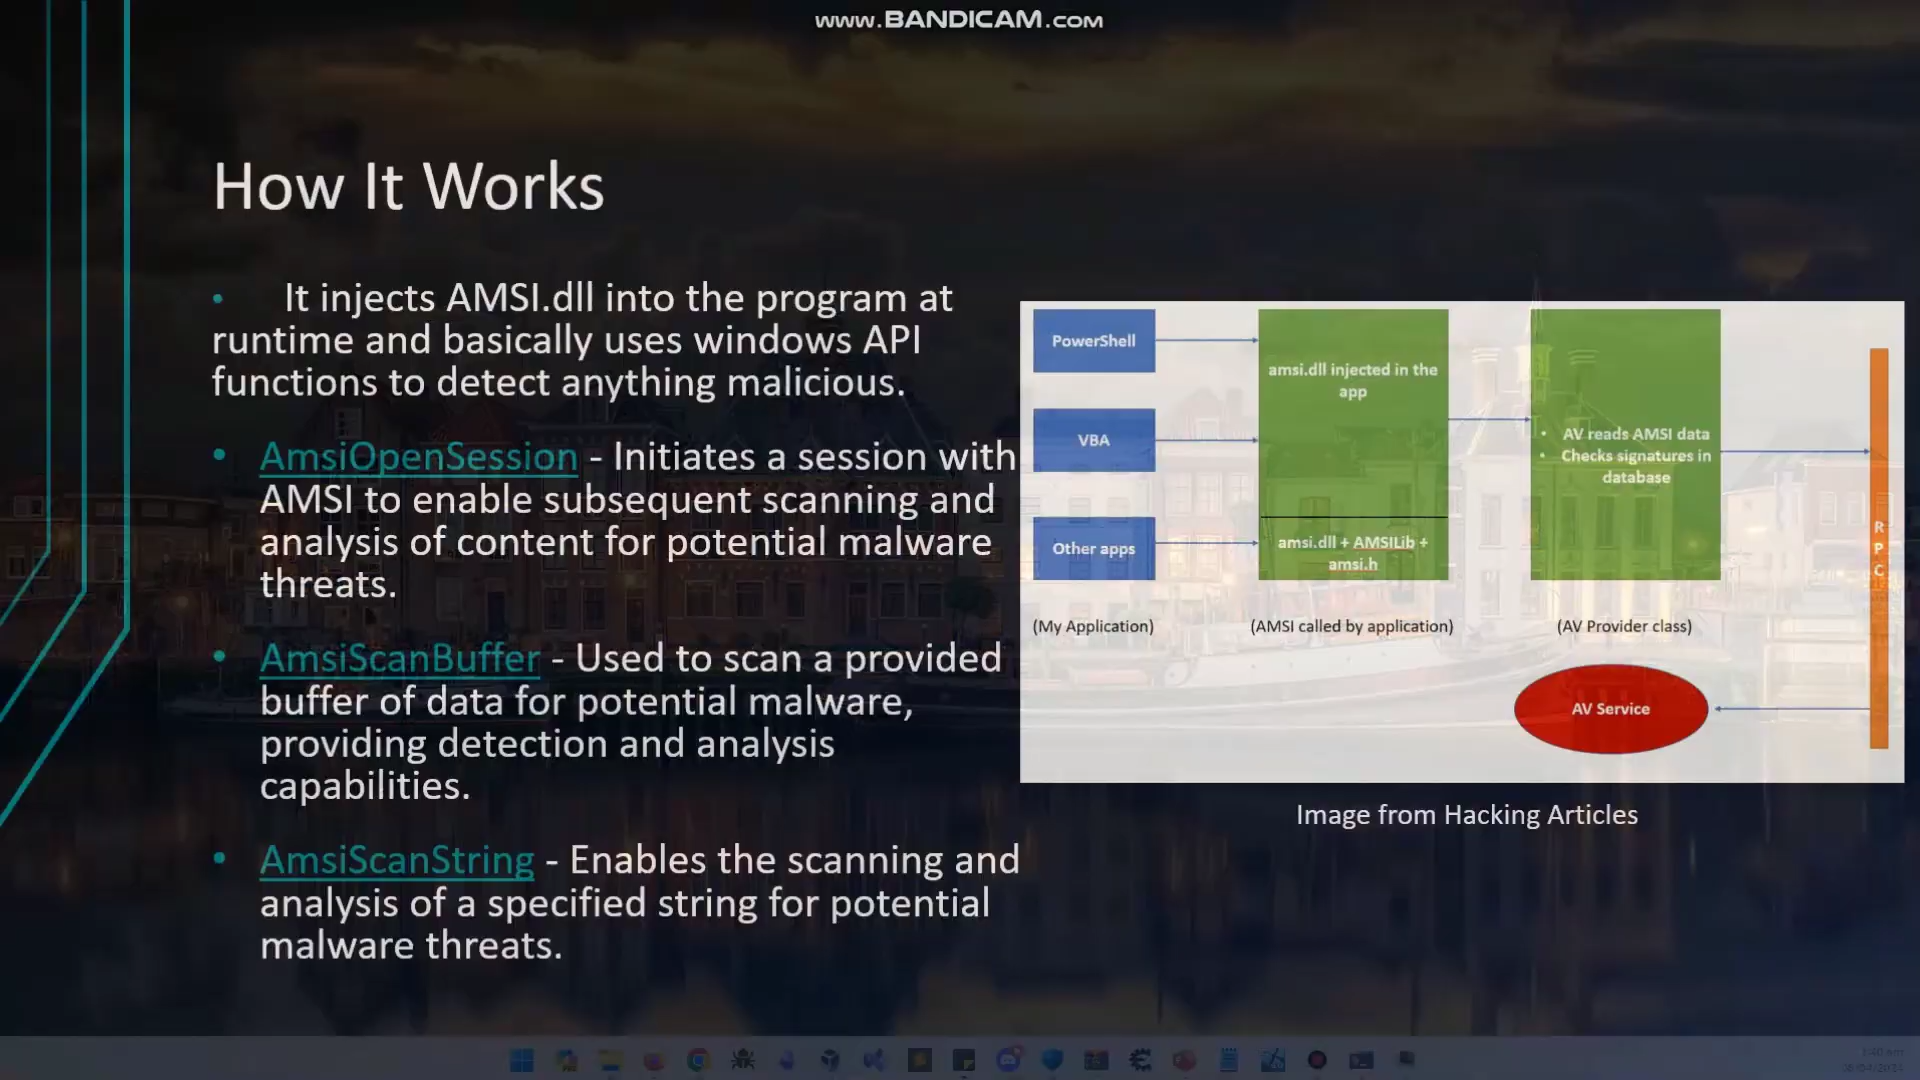 www.BANDICAM.com
How It Works
• It injects AMSI.dll into the program at
runtime and basically uses windows API
functions to detect anything malicious.
• AmsiOpenSession - Initiates a session with
AMSI to enable subsequent scanning and
analysis of content for potential malware
threats.
• AmsiScanBuffer - Used to scan a provided
buffer of data for potential malware,
providing detection and analysis
capabilities.
• AmsiScanString - Enables the scanning and
analysis of a specified string for potential
malware threats.
PowerShell
VBA
Other apps
(My Application)
amsi.dll injected in the
app
amsi.dll + AMSILib +
amsi.h
(AMSI called by application)
• AV reads AMSI data
• Checks signatures in
database
(AV Provider class)
R
P
C
AV Service
Image from Hacking Articles